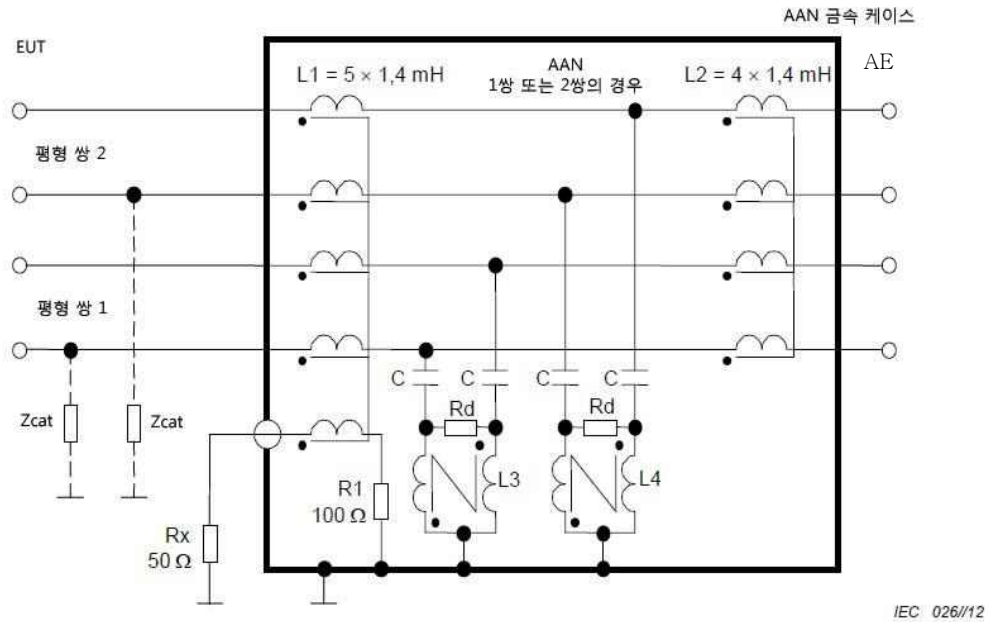 AAN 금속 케이스
EUT
AE
L1 = 5 × 1,4 mH
AAN
1쌍 또는 2쌍의 경우
L2 = 4 × 1,4 mH
평형 쌍 2
평형 쌍 1
C
C
C
C
Rd
Rd
Zcat
Zcat
L3
L4
R1
100 Ω
Rx
50 Ω
IEC 026//12